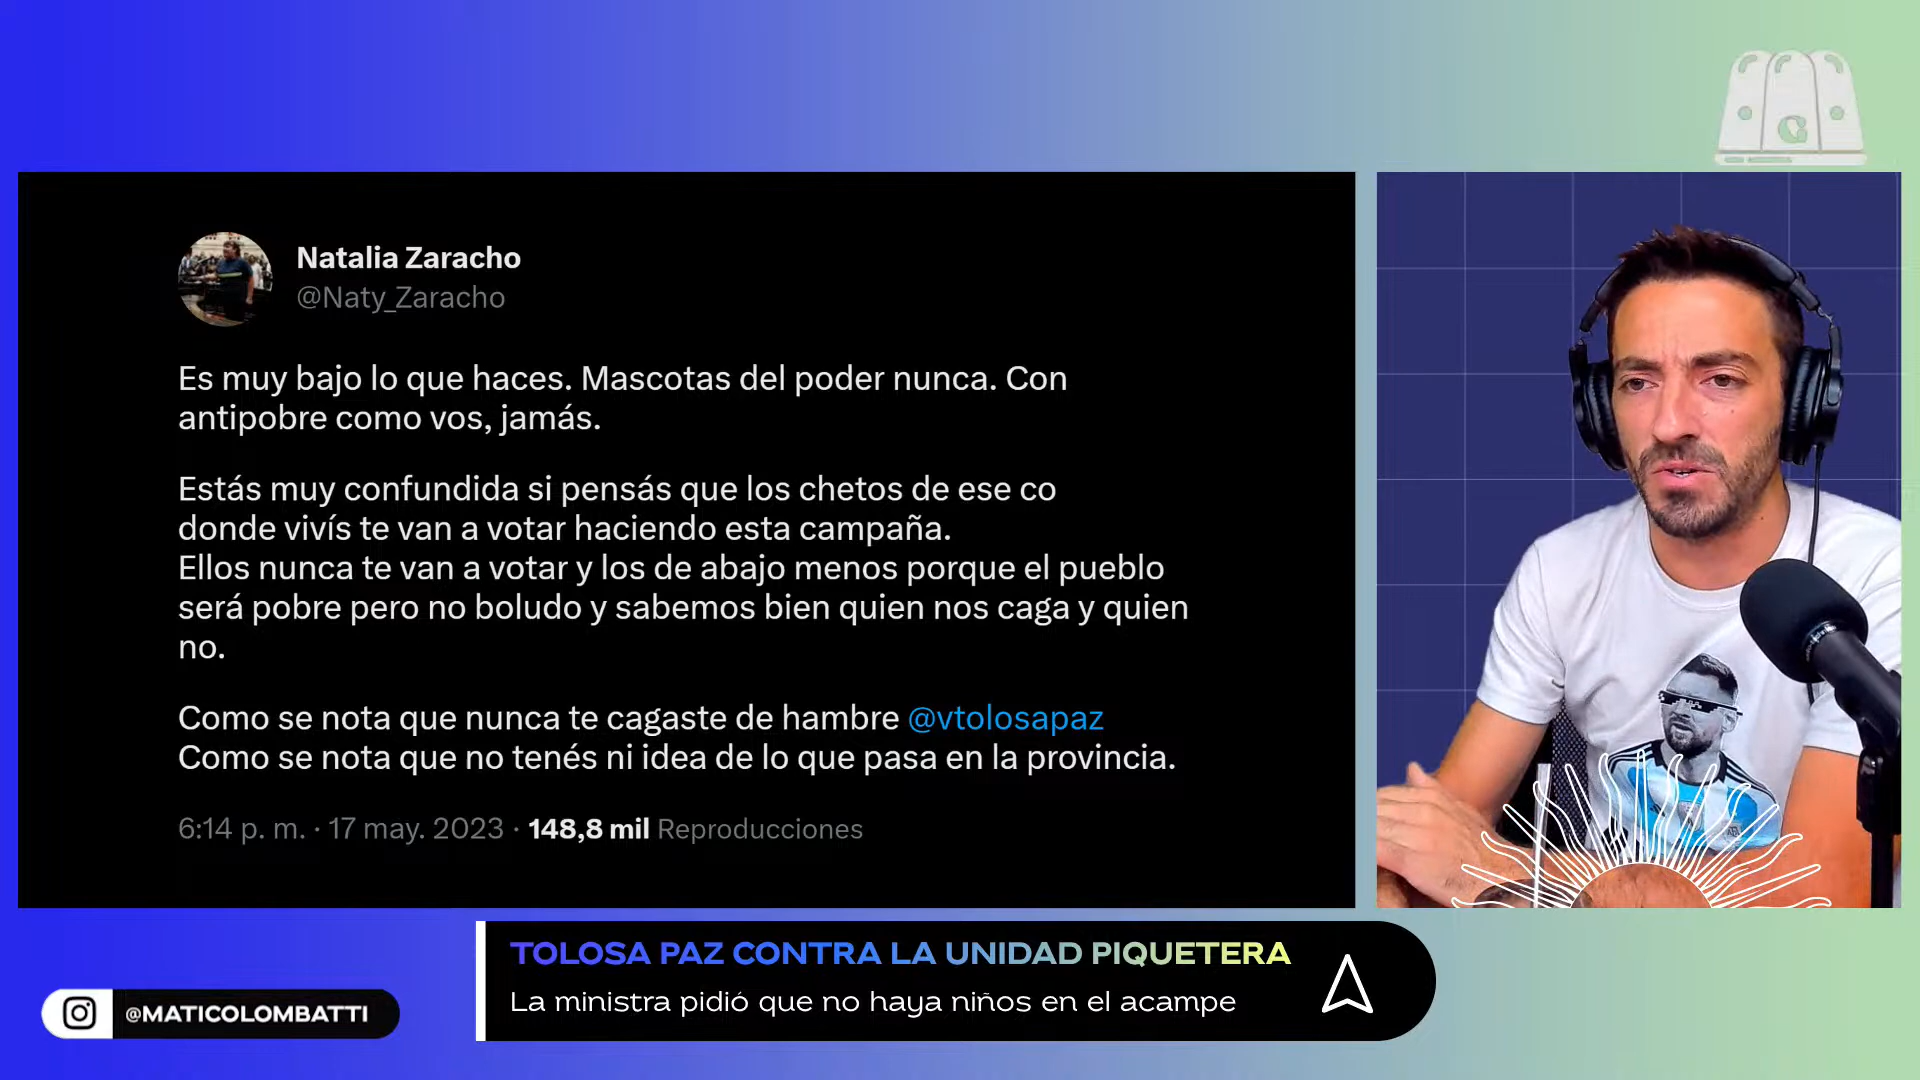 Natalia Zaracho
@Naty_Zaracho
Es muy bajo lo que haces. Mascotas del poder nunca. Con
antipobre como vos, jamás.
Estás muy confundida si pensás que los chetos de ese co
donde vivís te van a votar haciendo esta campaña.
Ellos nunca te van a votar y los de abajo menos porque el pueblo
será pobre pero no boludo y sabemos bien quien nos caga y quien
no.
Como se nota que nunca te cagaste de hambre @vtolosapaz
Como se nota que no tenés ni idea de lo que pasa en la provincia.
6:14 p. m. · 17 may. 2023 · 148,8 mil Reproducciones
TOLOSA PAZ CONTRA LA UNIDAD PIQUETERA
La ministra pidió que no haya niños en el acampe
@MATICOLOMBATTI
G